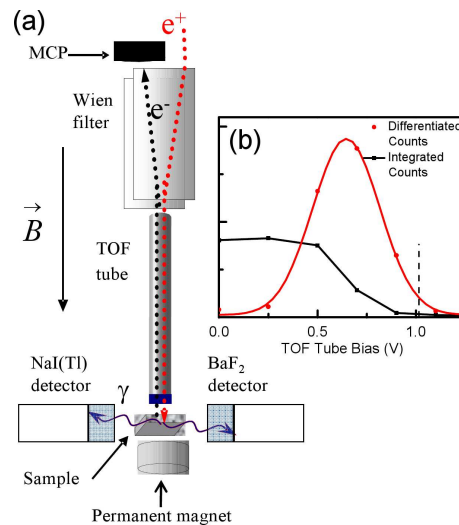 (a)
e+
MCP
Wien
filter
e-
B
TOF
tube
NaI(Tl)
detector
γ
BaF2
detector
Sample
Permanent magnet
(b)
Differentiated
Counts
Integrated
Counts
0.0 0.5 1.0
TOF Tube Bias (V)